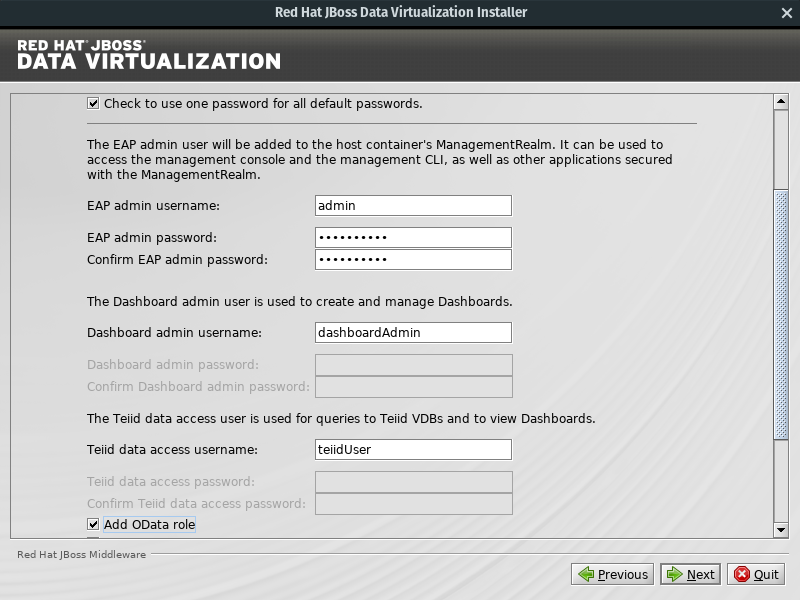 Red Hat JBoss Data Virtualization Installer
RED HAT JBOSS
DATA VIRTUALIZATION
Check to use one password for all default passwords.
The EAP admin user will be added to the host container's ManagementRealm. It can be used to
access the management console and the management CLI, as well as other applications secured
with the ManagementRealm.
EAP admin username:
admin
EAP admin password:
••••••••••
Confirm EAP admin password:
••••••••••
The Dashboard admin user is used to create and manage Dashboards.
Dashboard admin username:
dashboardAdmin
Dashboard admin password:
Confirm Dashboard admin password:
The Teiid data access user is used for queries to Teiid VDBs and to view Dashboards.
Teiid data access username:
teiidUser
Teiid data access password:
Confirm Teiid data access password:
Add OData role
Red Hat JBoss Middleware
Previous
Next
Quit